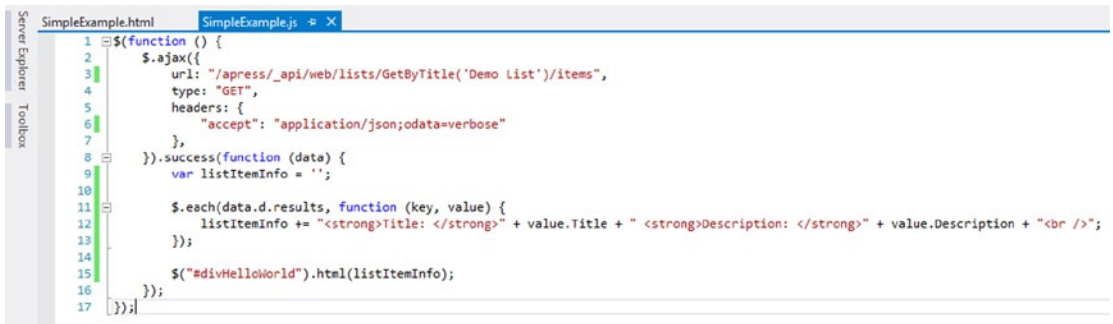 Server Explorer
Toolbox
SimpleExample.html SimpleExample.js
1 $(function () {
2 $.ajax({
3 url: "/apress/_api/web/lists/GetByTitle('Demo List')/items",
4 type: "GET",
5 headers: {
6 "accept": "application/json;odata=verbose"
7 },
8 }).success(function (data) {
9 var listItemInfo = '';
10
11 $.each(data.d.results, function (key, value) {
12 listItemInfo += "<strong>Title: </strong>" + value.Title + " <strong>Description: </strong>" + value.Description + "<br />";
13 });
14
15 $("#divHelloWorld").html(listItemInfo);
16 });
17 });